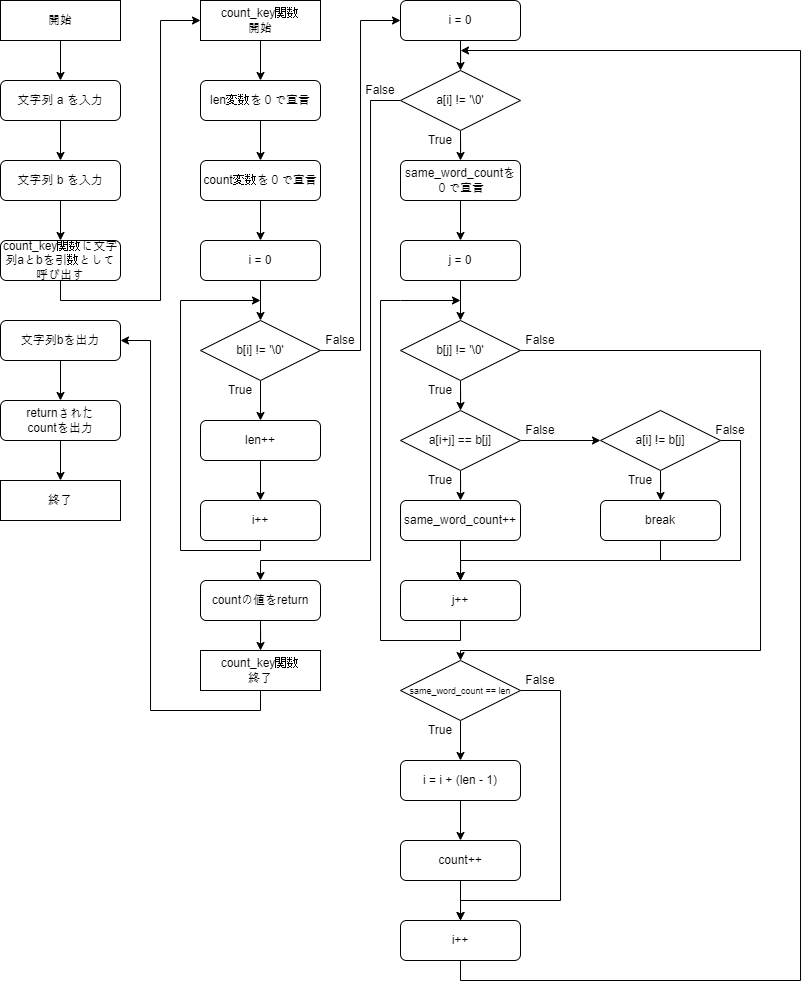 開始
文字列 a を入力
文字列 b を入力
count_key関数に文字
列aとbを引数として
呼び出す
文字列bを出力
returnされた
countを出力
終了
count_key関数
開始
len変数を０で宣言
count変数を０で宣言
i = 0
b[i] != '\0'
False
True
len++
i++
countの値をreturn
count_key関数
終了
i = 0
a[i] != '\0'
False
True
same_word_countを
０で宣言
j = 0
b[j] != '\0'
False
True
a[i+j] == b[j]
False
True
a[i] != b[j]
False
True
same_word_count++
break
j++
same_word_count == len
False
True
i = i + (len - 1)
count++
i++